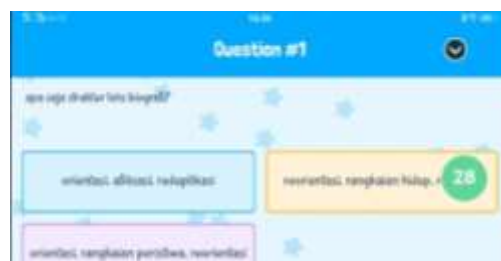 Question #1
apa saja struktur teks biografi?
orientasi, afiksasi, reduplikasi
reorientasi, rangkaian hidup,
28
orientasi, rangkaian peristiwa, reorientasi